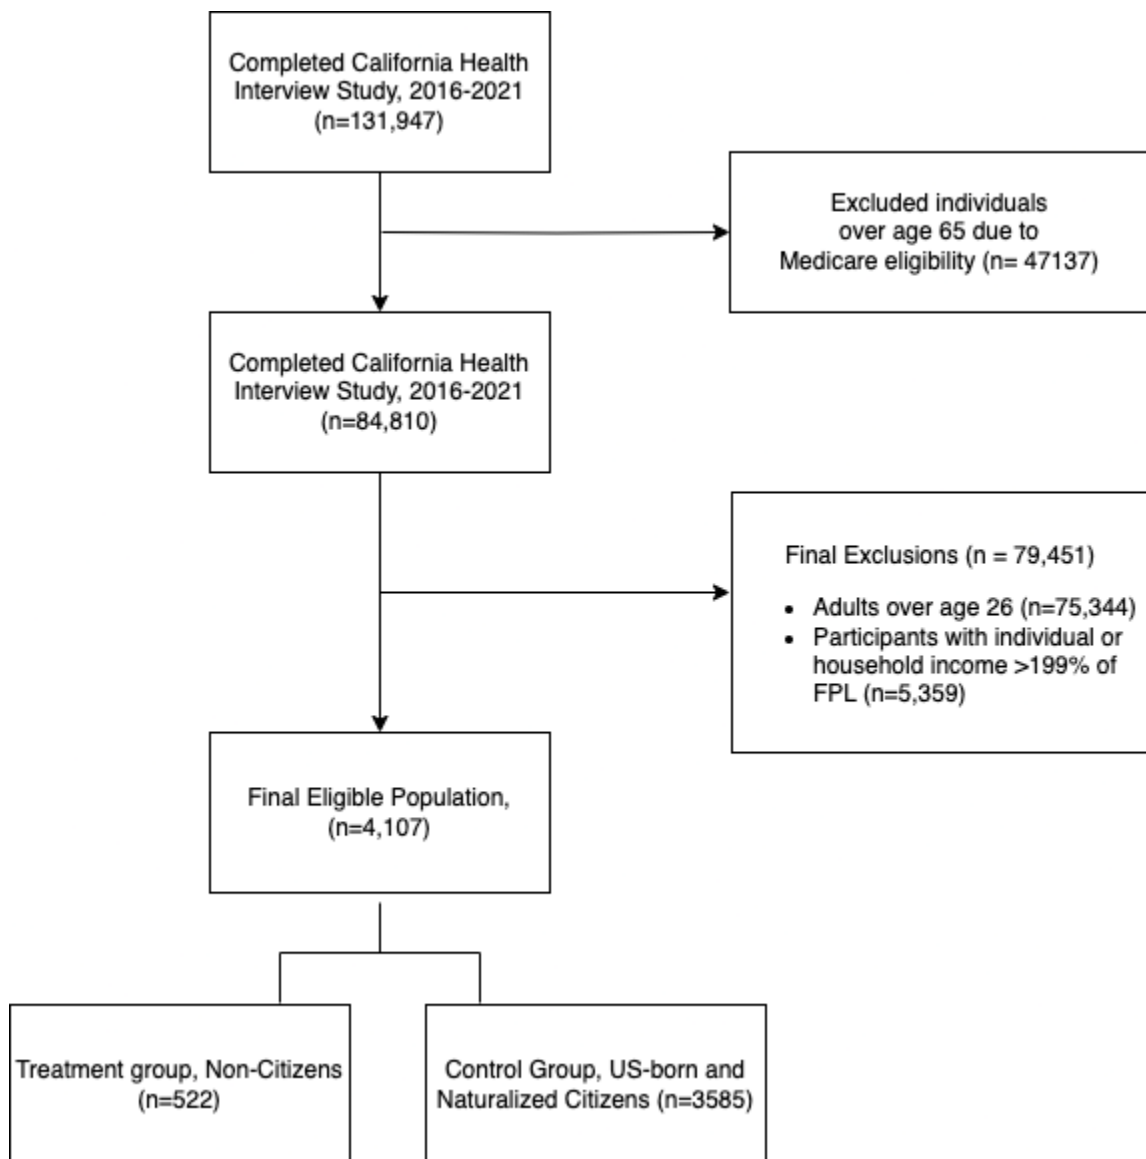 Completed California Health
Interview Study, 2016-2021
(n=131,947)
Excluded individuals
over age 65 due to
Medicare eligibility (n= 47137)
Completed California Health
Interview Study, 2016-2021
(n=84,810)
Final Exclusions (n = 79,451)
• Adults over age 26 (n=75,344)
• Participants with individual or
household income >199% of
FPL (n=5,359)
Final Eligible Population,
(n=4,107)
Treatment group, Non-Citizens
(n=522)
Control Group, US-born and
Naturalized Citizens (n=3585)